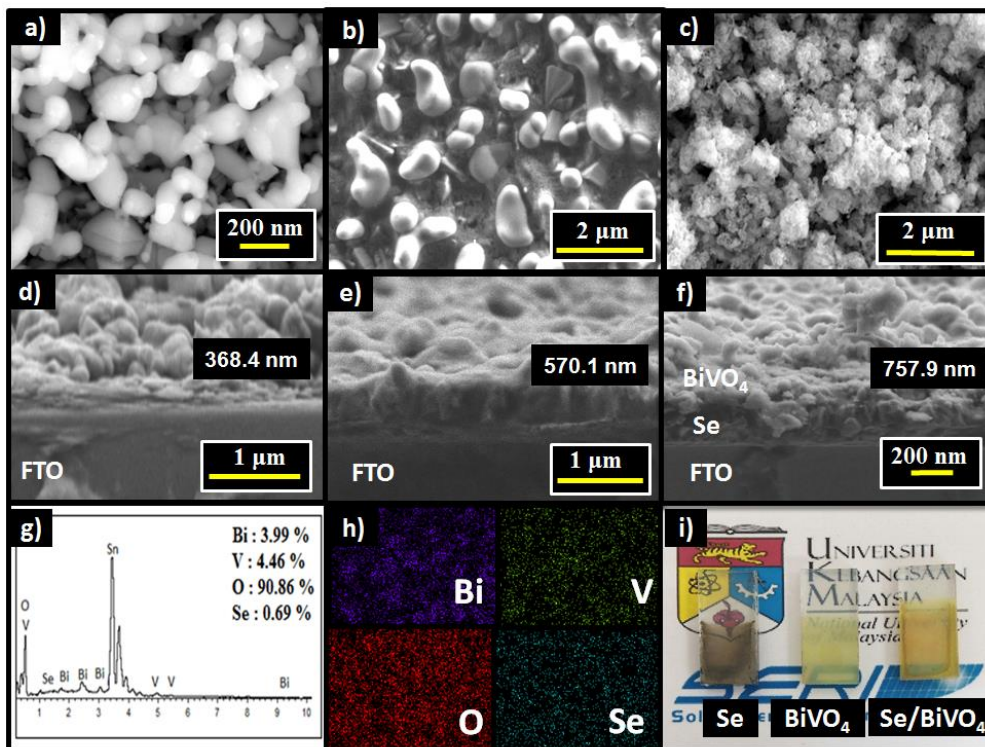 a)
200 nm
b)
2 µm
c)
2 µm
d)
368.4 nm
FTO
1 µm
e)
570.1 nm
1 µm
f)
757.9 nm
BiVO₄
Se
FTO
200 nm
g)
Bi : 3.99 %
V : 4.46 %
O : 90.86 %
Se : 0.69 %
Sn
O
V
Se Bi Bi Bi V V Bi
1 2 3 4 5 6 7 8 9 10
h)
Bi
V
O
Se
i)
UNIVERSITI
KEBANGSAAN
MALAYSIA
National University
Malaysia
Se
BiVO₄
Se/BiVO₄